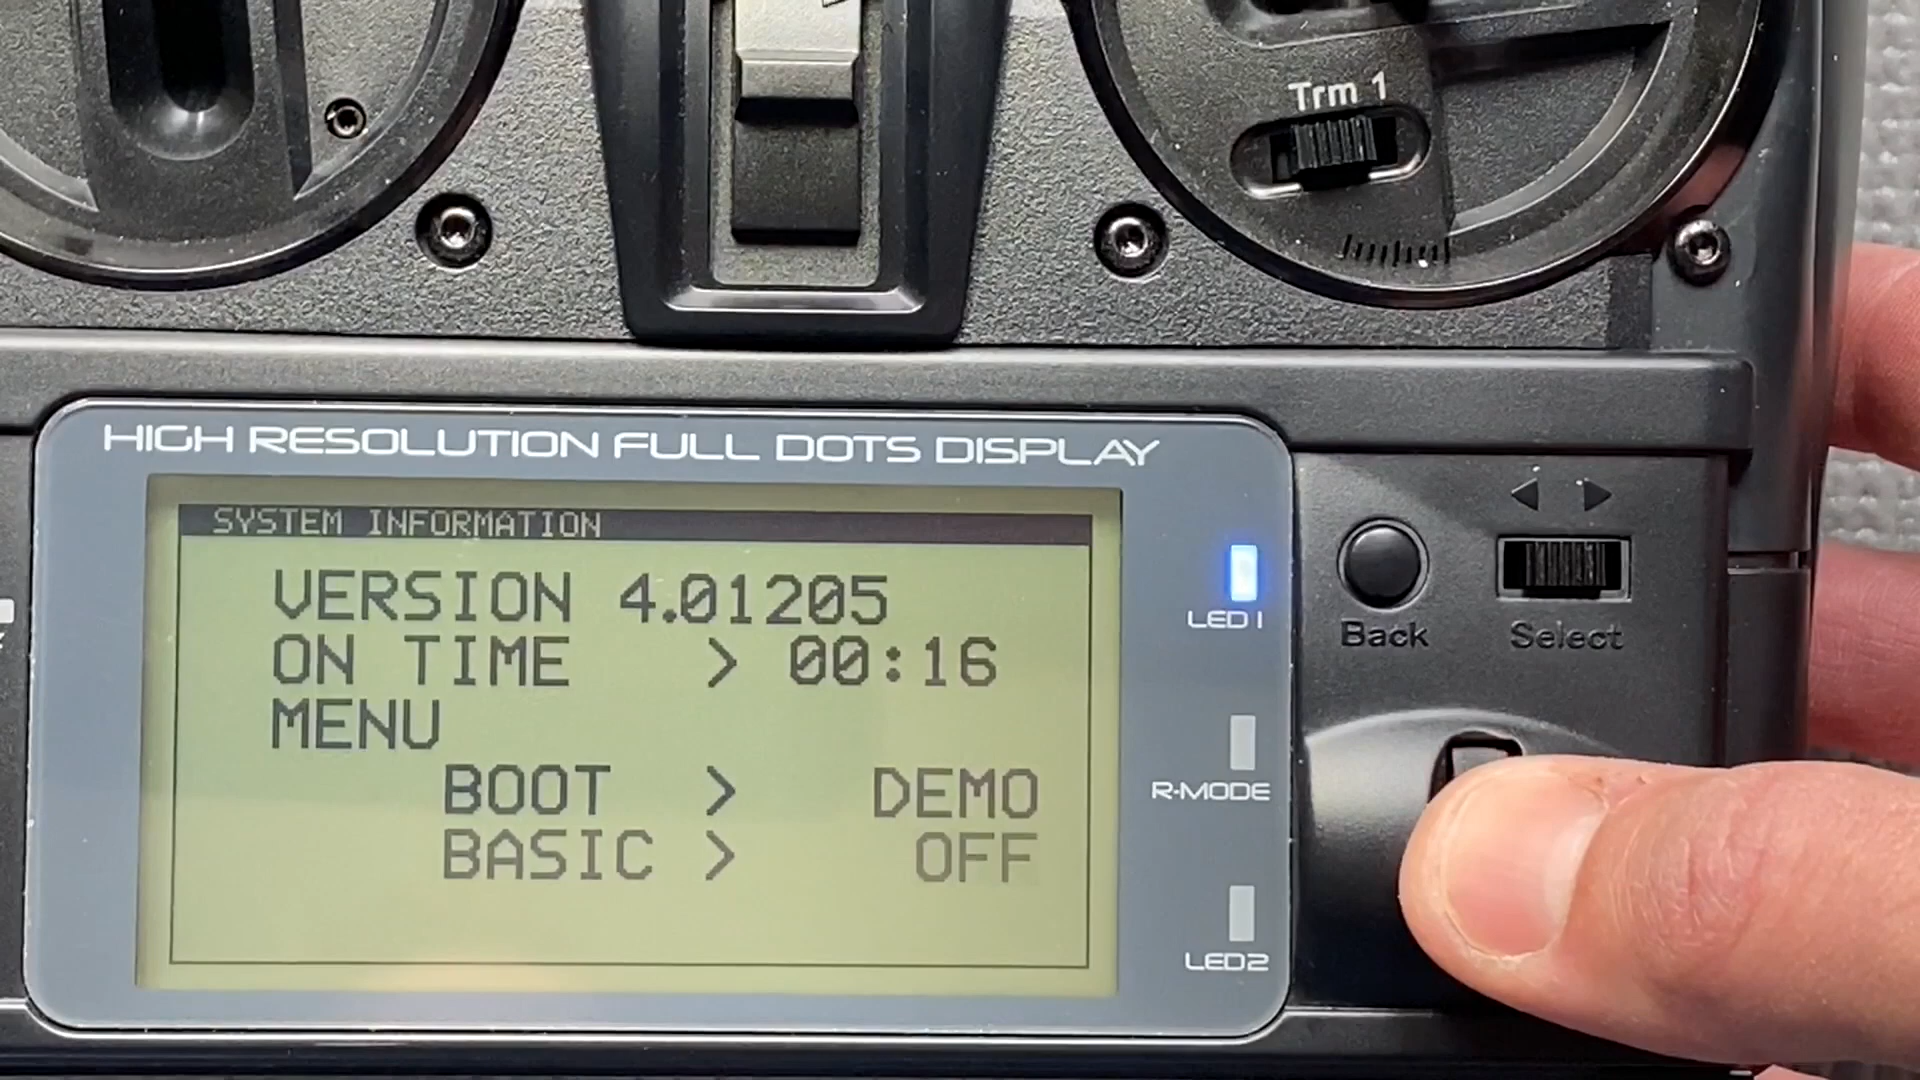 Trm 1
HIGH RESOLUTION FULL DOTS DISPLAY
SYSTEM INFORMATION
VERSION 4.01205
ON TIME > 00:16
MENU
BOOT > DEMO
BASIC > OFF
LED1
R-MODE
LED2
Back
Select